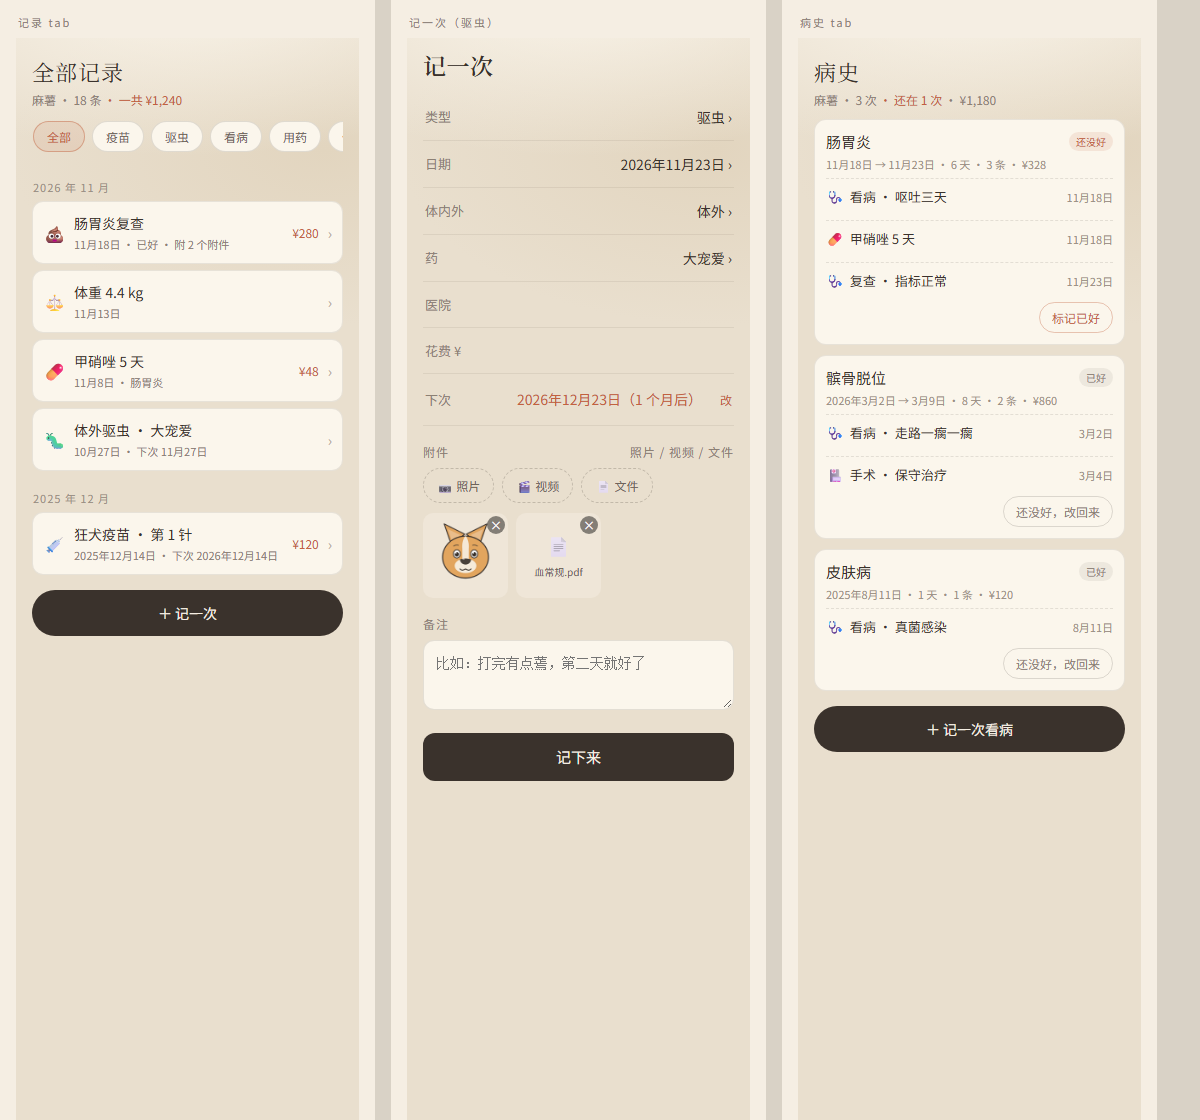 记录 tab
全部记录
麻薯 · 18 条 · 一共 ¥1,240
全部
疫苗
驱虫
看病
用药
2026 年 11 月
肠胃炎复查
11月18日 · 已好 · 附 2 个附件
¥280 ›
体重 4.4 kg
11月13日
›
甲硝唑 5 天
11月8日 · 肠胃炎
¥48 ›
体外驱虫 · 大宠爱
10月27日 · 下次 11月27日
›
2025 年 12 月
狂犬疫苗 · 第 1 针
2025年12月14日 · 下次 2026年12月14日
¥120 ›
＋ 记一次
记一次（驱虫）
记一次
类型 驱虫 ›
日期 2026年11月23日 ›
体内外 体外 ›
药 大宠爱 ›
医院
花费 ¥
下次 2026年12月23日（1 个月后） 改
附件 照片 / 视频 / 文件
照片
视频
文件
血常规.pdf
备注
比如：打完有点蔫，第二天就好了
记下来
病史 tab
病史
麻薯 · 3 次 · 还在 1 次 · ¥1,180
肠胃炎 还没好
11月18日 → 11月23日 · 6 天 · 3 条 · ¥328
看病 · 呕吐三天 11月18日
甲硝唑 5 天 11月18日
复查 · 指标正常 11月23日
标记已好
髌骨脱位 已好
2026年3月2日 → 3月9日 · 8 天 · 2 条 · ¥860
看病 · 走路一瘸一瘸 3月2日
手术 · 保守治疗 3月4日
还没好，改回来
皮肤病 已好
2025年8月11日 · 1 天 · 1 条 · ¥120
看病 · 真菌感染 8月11日
还没好，改回来
＋ 记一次看病